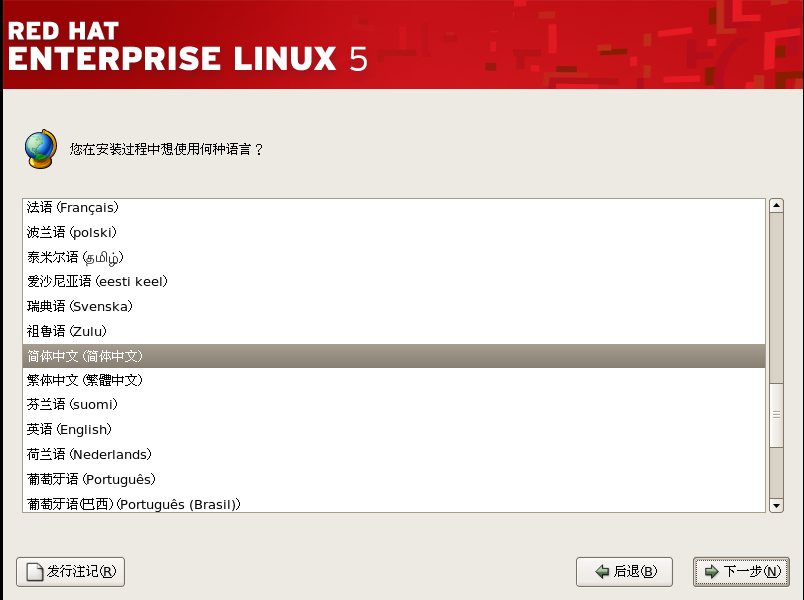 RED HAT
ENTERPRISE LINUX 5
您在安装过程中想使用何种语言？
法语 (Français)
波兰语 (polski)
泰米尔语 (தமிழ்)
爱沙尼亚语 (eesti keel)
瑞典语 (Svenska)
祖鲁语 (Zulu)
简体中文 (简体中文)
繁体中文 (繁體中文)
芬兰语 (suomi)
英语 (English)
荷兰语 (Nederlands)
葡萄牙语 (Português)
葡萄牙语(巴西) (Português (Brasil))
发行注记(R)
后退(B)
下一步(N)